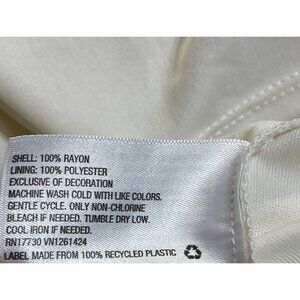 SHELL: 100% RAYON
LINING: 100% POLYESTER
EXCLUSIVE OF DECORATION
MACHINE WASH COLD WITH LIKE COLORS.
GENTLE CYCLE. ONLY NON-CHLORINE
BLEACH IF NEEDED. TUMBLE DRY LOW.
COOL IRON IF NEEDED.
RN17730 VN1261424
LABEL MADE FROM 100% RECYCLED PLASTIC